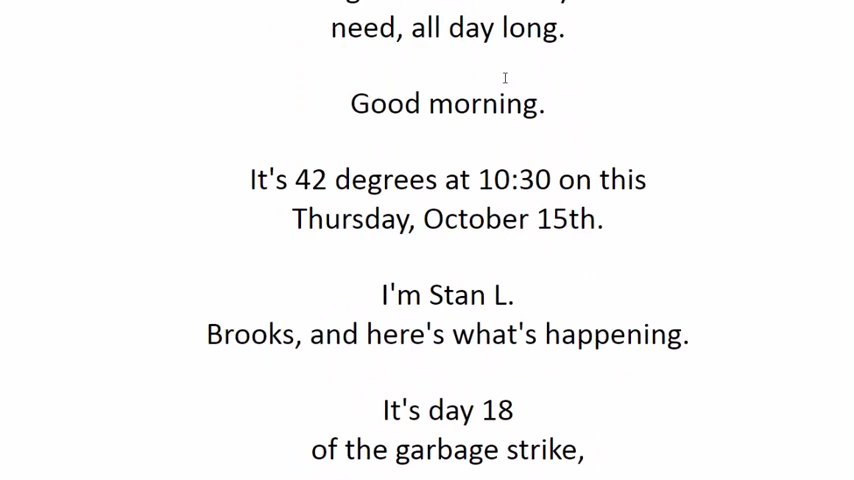 need, all day long.
Good morning.
It's 42 degrees at 10:30 on this
Thursday, October 15th.
I'm Stan L.
Brooks, and here's what's happening.
It's day 18
of the garbage strike,